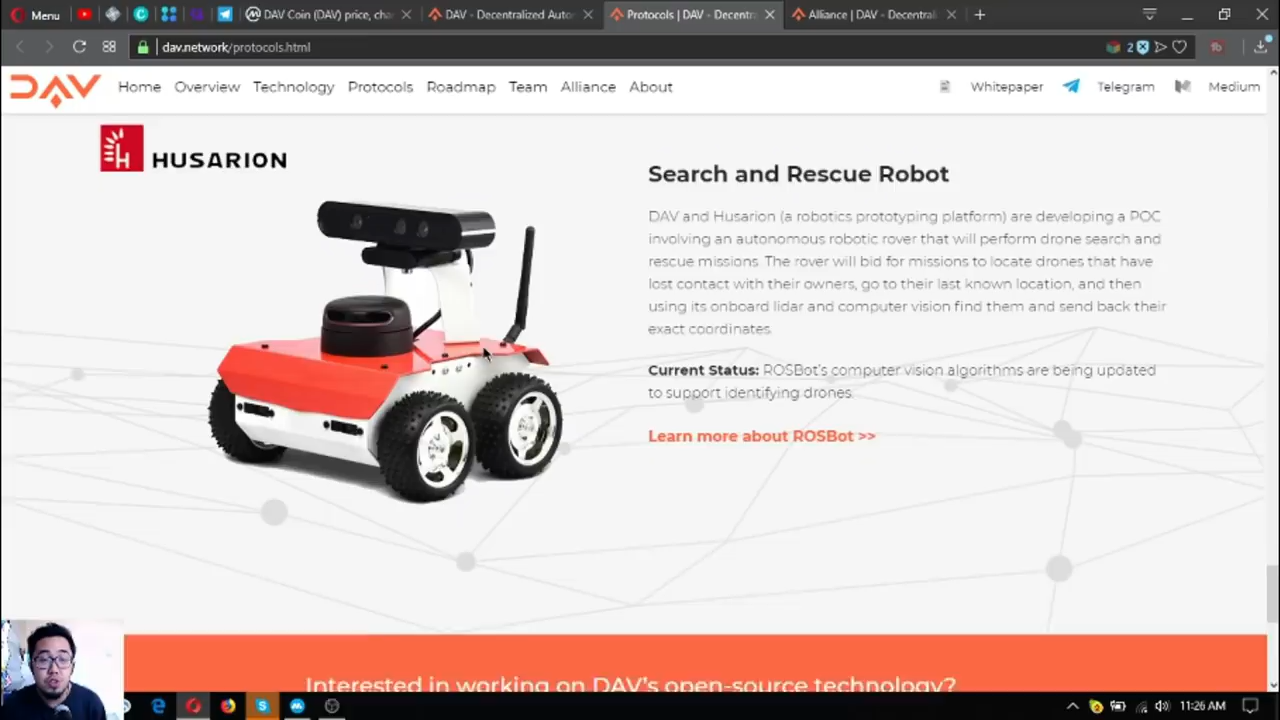 Menu
DAV Coin (DAV) price, cha
DAV - Decentralized Auto
Protocols | DAV - Decentr
Alliance | DAV - Decentral
dav.network/protocols.html
2
DAV
Home
Overview
Technology
Protocols
Roadmap
Team
Alliance
About
Whitepaper
Telegram
Medium
H HUSARION
Search and Rescue Robot
DAV and Husarion (a robotics prototyping platform) are developing a POC
involving an autonomous robotic rover that will perform drone search and
rescue missions. The rover will bid for missions to locate drones that have
lost contact with their owners, go to their last known location, and then
using its onboard lidar and computer vision find them and send back their
exact coordinates.
Current Status: ROSBot's computer vision algorithms are being updated
to support identifying drones.
Learn more about ROSBot >>
Interested in working on DAV's open-source technology?
11:26 AM